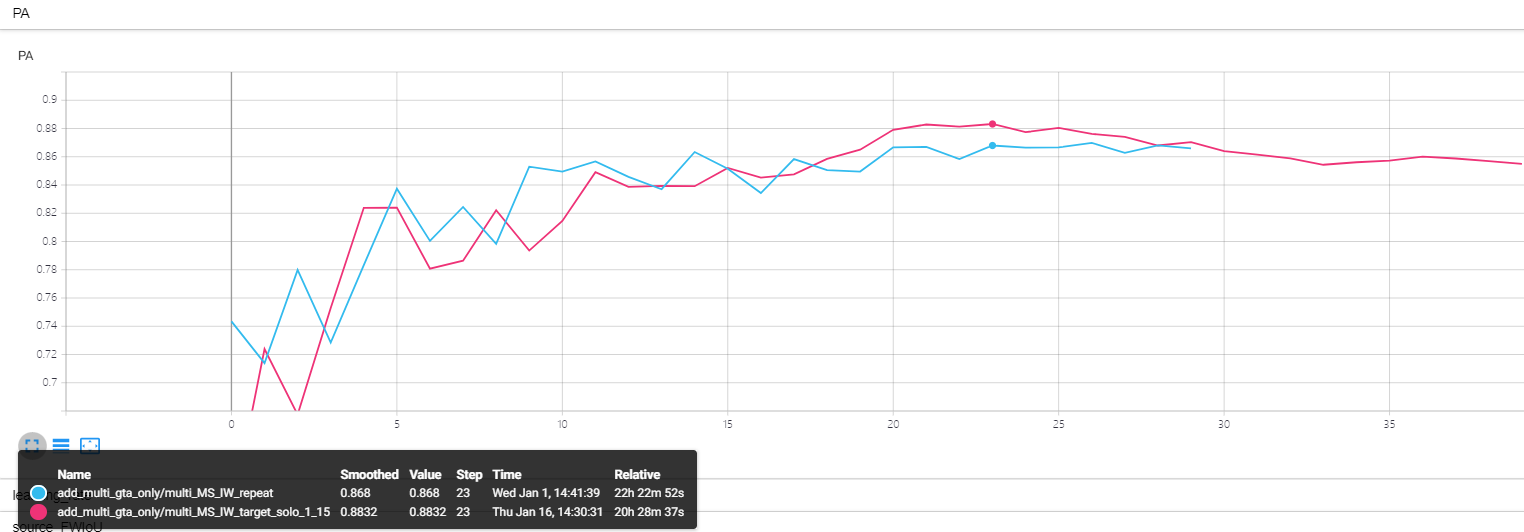 PA
PA
0.9
0.88
0.86
0.84
0.82
0.8
0.78
0.76
0.74
0.72
0.7
0 5 10 15 20 25 30 35
Name Smoothed Value Step Time Relative
add_multi_gta_only/multi_MS_IW_repeat 0.868 0.868 23 Wed Jan 1, 14:41:39 22h 22m 52s
add_multi_gta_only/multi_MS_IW_target_solo_1_15 0.8832 0.8832 23 Thu Jan 16, 14:30:31 20h 28m 37s
source_FWIoU